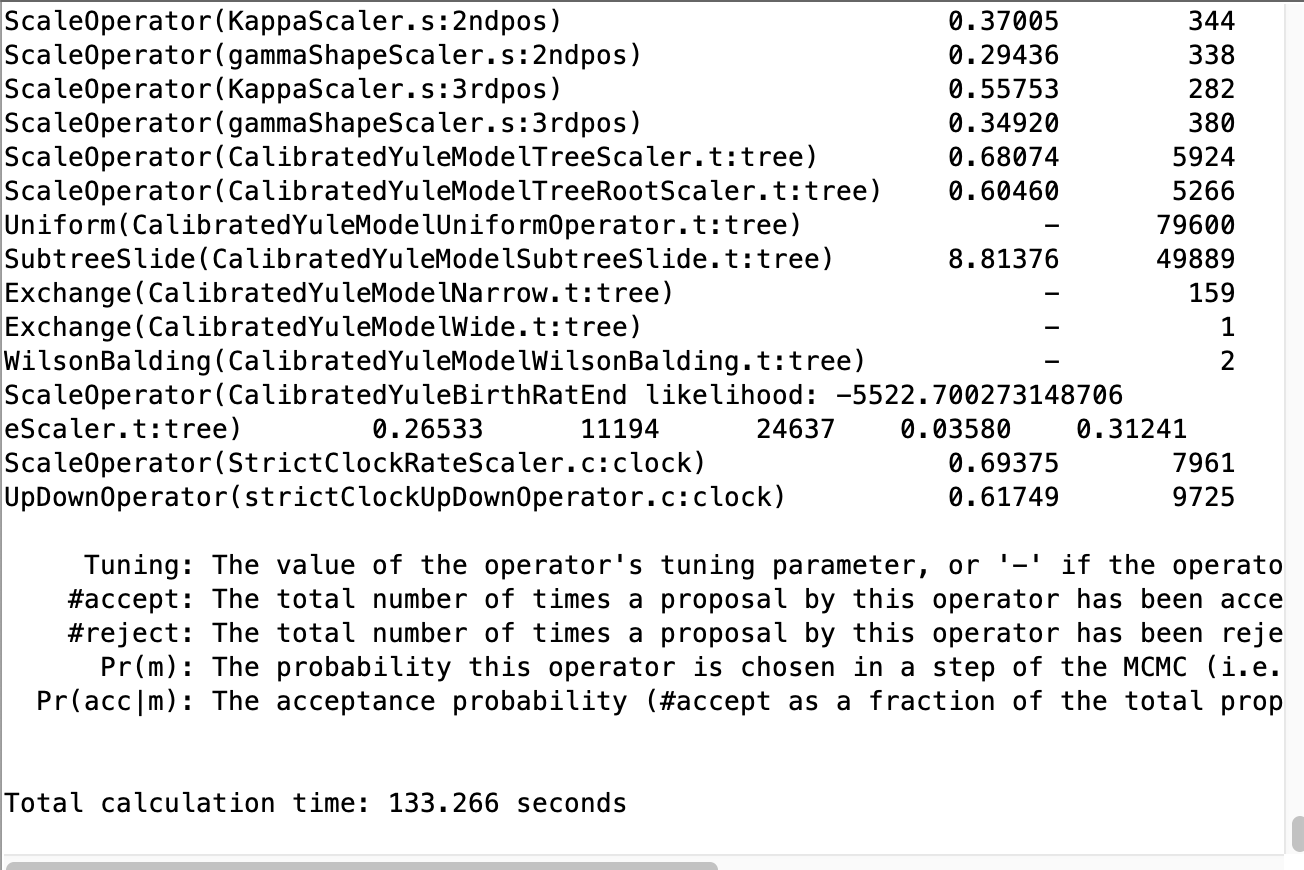 ScaleOperator(KappaScaler.s:2ndpos) 0.37005 344
ScaleOperator(gammaShapeScaler.s:2ndpos) 0.29436 338
ScaleOperator(KappaScaler.s:3rdpos) 0.55753 282
ScaleOperator(gammaShapeScaler.s:3rdpos) 0.34920 380
ScaleOperator(CalibratedYuleModelTreeScaler.t:tree) 0.68074 5924
ScaleOperator(CalibratedYuleModelTreeRootScaler.t:tree) 0.60460 5266
Uniform(CalibratedYuleModelUniformOperator.t:tree) - 79600
SubtreeSlide(CalibratedYuleModelSubtreeSlide.t:tree) 8.81376 49889
Exchange(CalibratedYuleModelNarrow.t:tree) - 159
Exchange(CalibratedYuleModelWide.t:tree) - 1
WilsonBalding(CalibratedYuleModelWilsonBalding.t:tree) - 2
ScaleOperator(CalibratedYuleBirthRatEnd likelihood: -5522.700273148706
eScaler.t:tree) 0.26533 11194 24637 0.03580 0.31241
ScaleOperator(StrictClockRateScaler.c:clock) 0.69375 7961
UpDownOperator(strictClockUpDownOperator.c:clock) 0.61749 9725
Tuning: The value of the operator's tuning parameter, or '-' if the operato
#accept: The total number of times a proposal by this operator has been acce
#reject: The total number of times a proposal by this operator has been reje
Pr(m): The probability this operator is chosen in a step of the MCMC (i.e.
Pr(acc|m): The acceptance probability (#accept as a fraction of the total prop
Total calculation time: 133.266 seconds